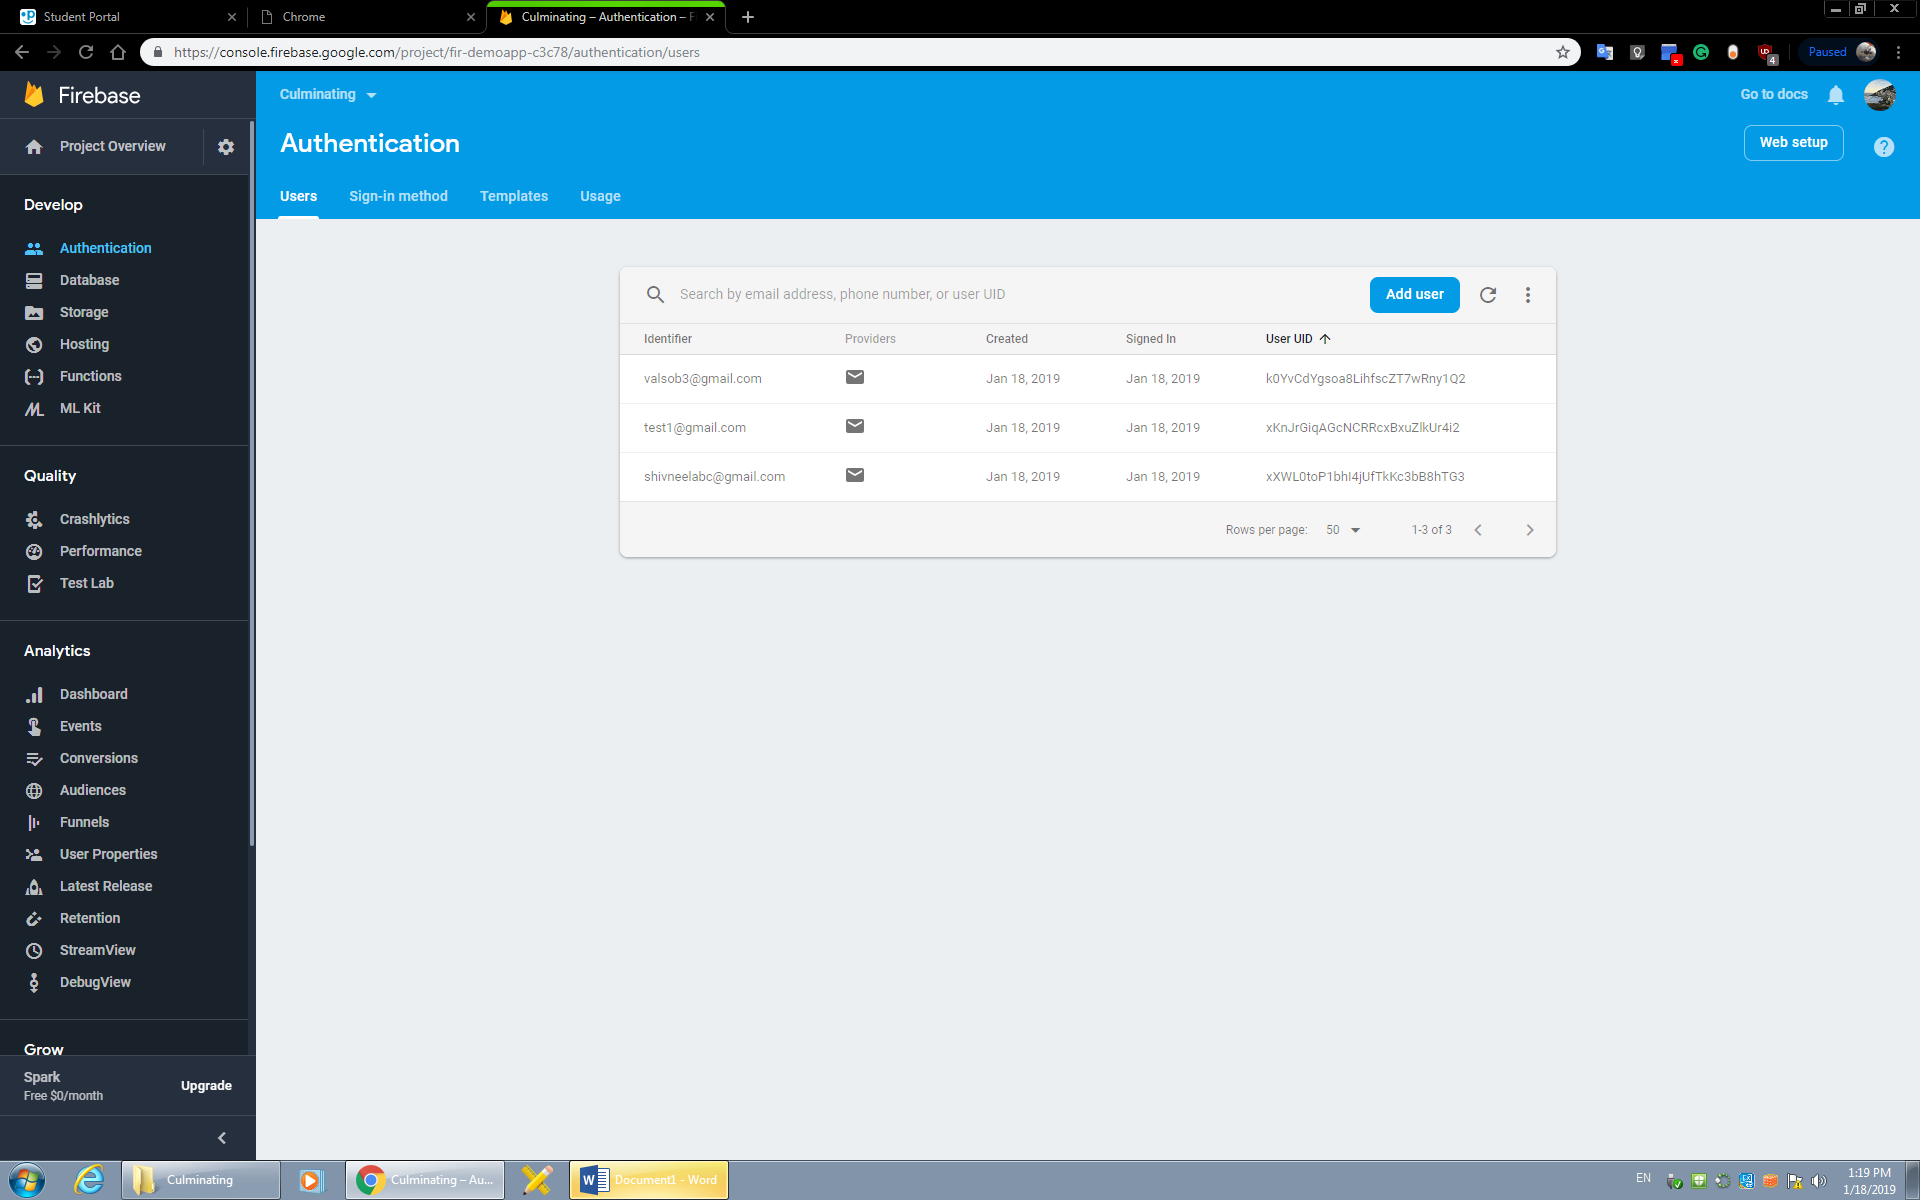 Student Portal
Chrome
Culminating – Authentication – F
https://console.firebase.google.com/project/fir-demoapp-c3c78/authentication/users
4
Paused
Firebase
Culminating
Go to docs
Project Overview
Authentication
Web setup
Users
Sign-in method
Templates
Usage
Develop
Authentication
Database
Storage
Hosting
Functions
ML Kit
Quality
Crashlytics
Performance
Test Lab
Analytics
Dashboard
Events
Conversions
Audiences
Funnels
User Properties
Latest Release
Retention
StreamView
DebugView
Grow
Spark
Free $0/month
Upgrade
Search by email address, phone number, or user UID
Add user
Identifier Providers Created Signed In User UID
valsob3@gmail.com Jan 18, 2019 Jan 18, 2019 k0YvCdYgsoa8LihfscZT7wRny1Q2
test1@gmail.com Jan 18, 2019 Jan 18, 2019 xKnJrGiqAGcNCRRcxBxuZlkUr4i2
shivneelabc@gmail.com Jan 18, 2019 Jan 18, 2019 xXWL0toP1bhI4jUfTkKc3bB8hTG3
Rows per page: 50 1-3 of 3
Culminating
Culminating – Au...
Document1 - Word
EN
1:19 PM
1/18/2019